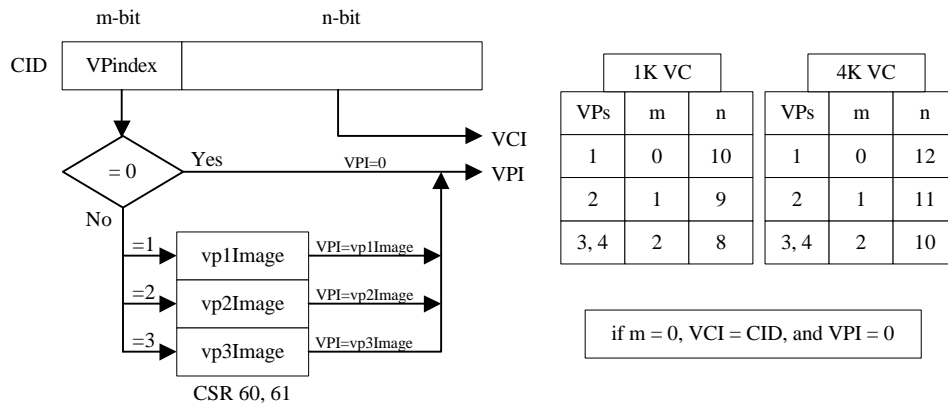 m-bit n-bit
CID VPindex
VCI
= 0 Yes VPI=0 VPI
No
=1 vp1Image VPI=vp1Image
=2 vp2Image VPI=vp2Image
=3 vp3Image VPI=vp3Image
CSR 60, 61
1K VC
VPs m n
1 0 10
2 1 9
3, 4 2 8
4K VC
VPs m n
1 0 12
2 1 11
3, 4 2 10
if m = 0, VCI = CID, and VPI = 0